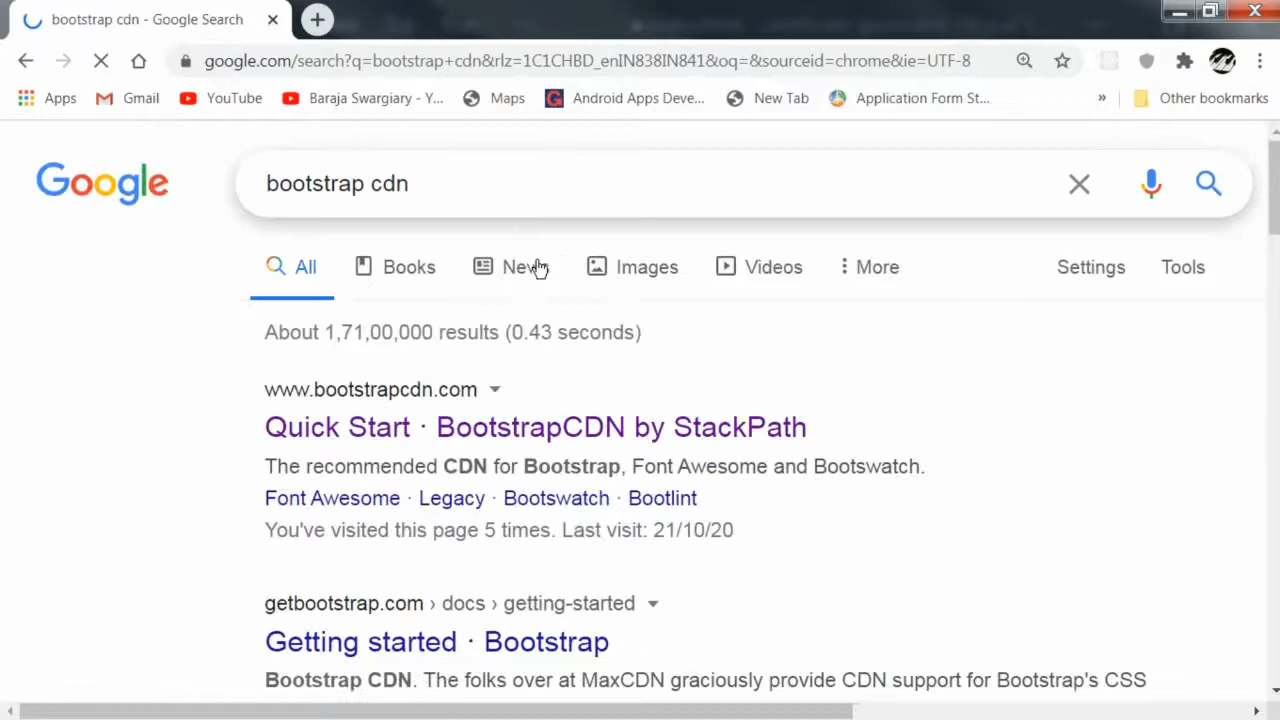 bootstrap cdn - Google Search
google.com/search?q=bootstrap+cdn&rlz=1C1CHBD_enIN838IN841&oq=&sourceid=chrome&ie=UTF-8
Apps Gmail YouTube Baraja Swargiary - Y... Maps Android Apps Deve... New Tab Application Form St... » Other bookmarks
Google bootstrap cdn
All Books News Images Videos More Settings Tools
About 1,71,00,000 results (0.43 seconds)
www.bootstrapcdn.com
Quick Start · BootstrapCDN by StackPath
The recommended CDN for Bootstrap, Font Awesome and Bootswatch.
Font Awesome · Legacy · Bootswatch · Bootlint
You've visited this page 5 times. Last visit: 21/10/20
getbootstrap.com › docs › getting-started
Getting started · Bootstrap
Bootstrap CDN. The folks over at MaxCDN graciously provide CDN support for Bootstrap's CSS